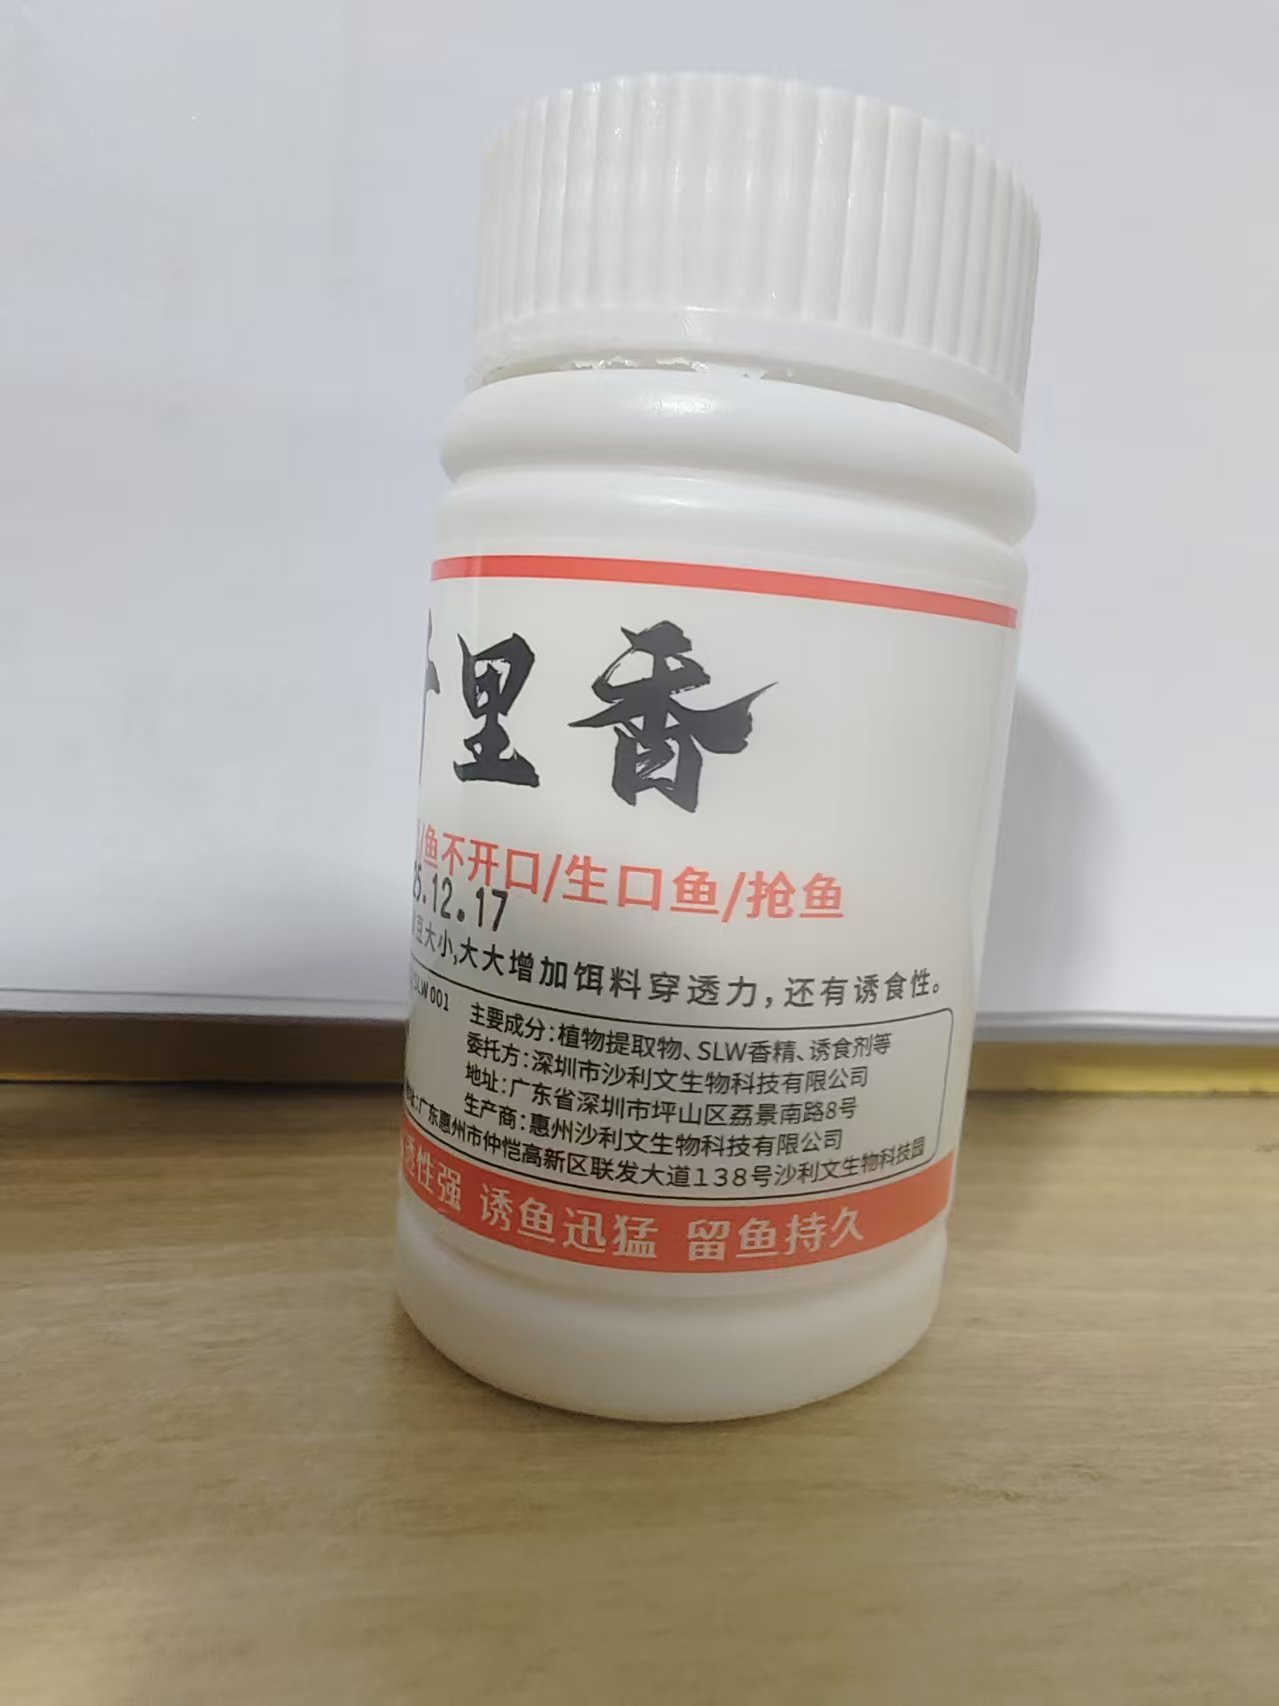 千里香
/鱼不开口/生口鱼/抢鱼
25.12.17
豆大小,大大增加饵料穿透力,还有诱食性。
SLW001
主要成分:植物提取物、SLW香精、诱食剂等
委托方:深圳市沙利文生物科技有限公司
地址:广东省深圳市坪山区荔景南路8号
生产商:惠州沙利文生物科技有限公司
地址:广东惠州市仲恺高新区联发大道138号沙利文生物科技园
透性强 诱鱼迅猛 留鱼持久